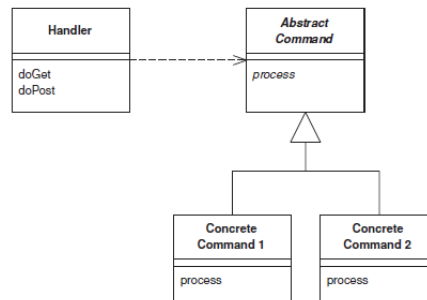 Handler
doGet
doPost
Abstract
Command
process
Concrete
Command 1
process
Concrete
Command 2
process